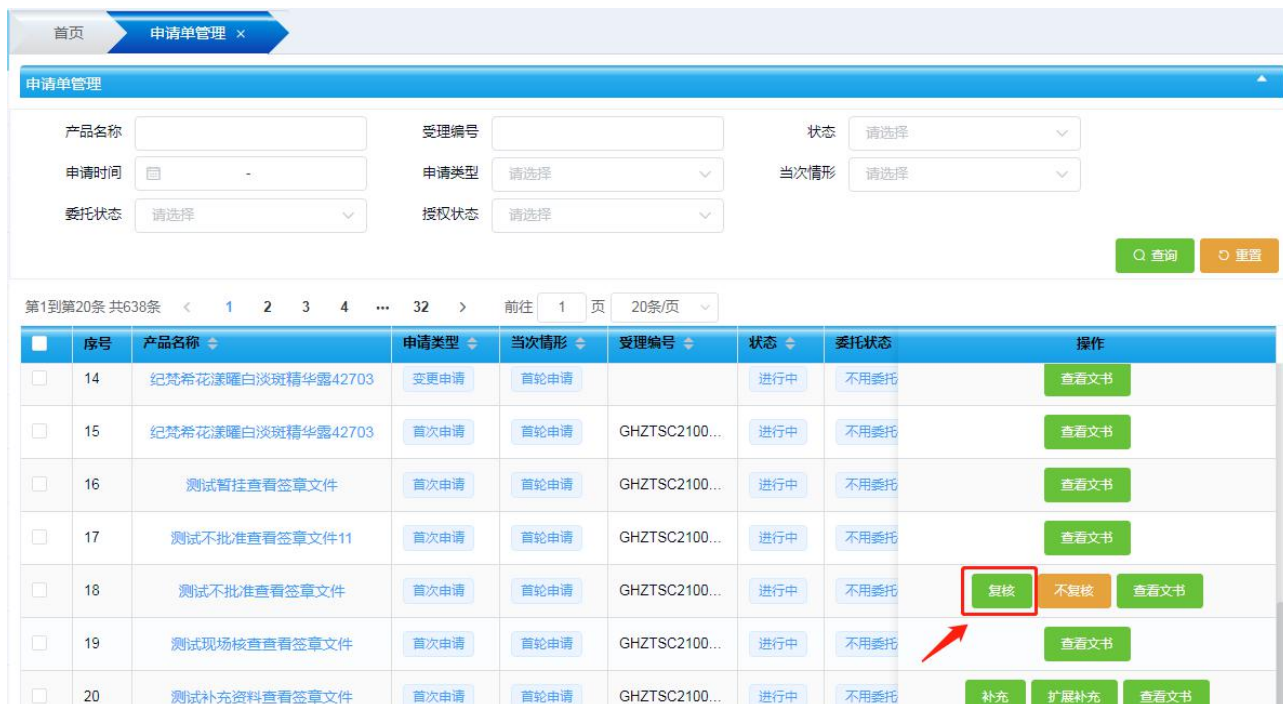 首页 申请单管理 ×
申请单管理
产品名称 受理编号 状态 请选择
申请时间 - 申请类型 请选择 当次情形 请选择
委托状态 请选择 授权状态 请选择
查询 重置
第1到第20条 共638条 < 1 2 3 4 ... 32 > 前往 1 页 20条/页
序号 产品名称 申请类型 当次情形 受理编号 状态 委托状态 操作
14 纪梵希花漾曜白淡斑精华露42703 变更申请 首轮申请 进行中 不用委托 查看文书
15 纪梵希花漾曜白淡斑精华露42703 首次申请 首轮申请 GHZTSC2100... 进行中 不用委托 查看文书
16 测试暂挂查看签章文件 首次申请 首轮申请 GHZTSC2100... 进行中 不用委托 查看文书
17 测试不批准查看签章文件11 首次申请 首轮申请 GHZTSC2100... 进行中 不用委托 查看文书
18 测试不批准查看签章文件 首次申请 首轮申请 GHZTSC2100... 进行中 不用委托 复核 不复核 查看文书
19 测试现场核查查看签章文件 首次申请 首轮申请 GHZTSC2100... 进行中 不用委托 查看文书
20 测试补充资料查看签章文件 首次申请 首轮申请 GHZTSC2100... 进行中 不用委托 补充 扩展补充 查看文书